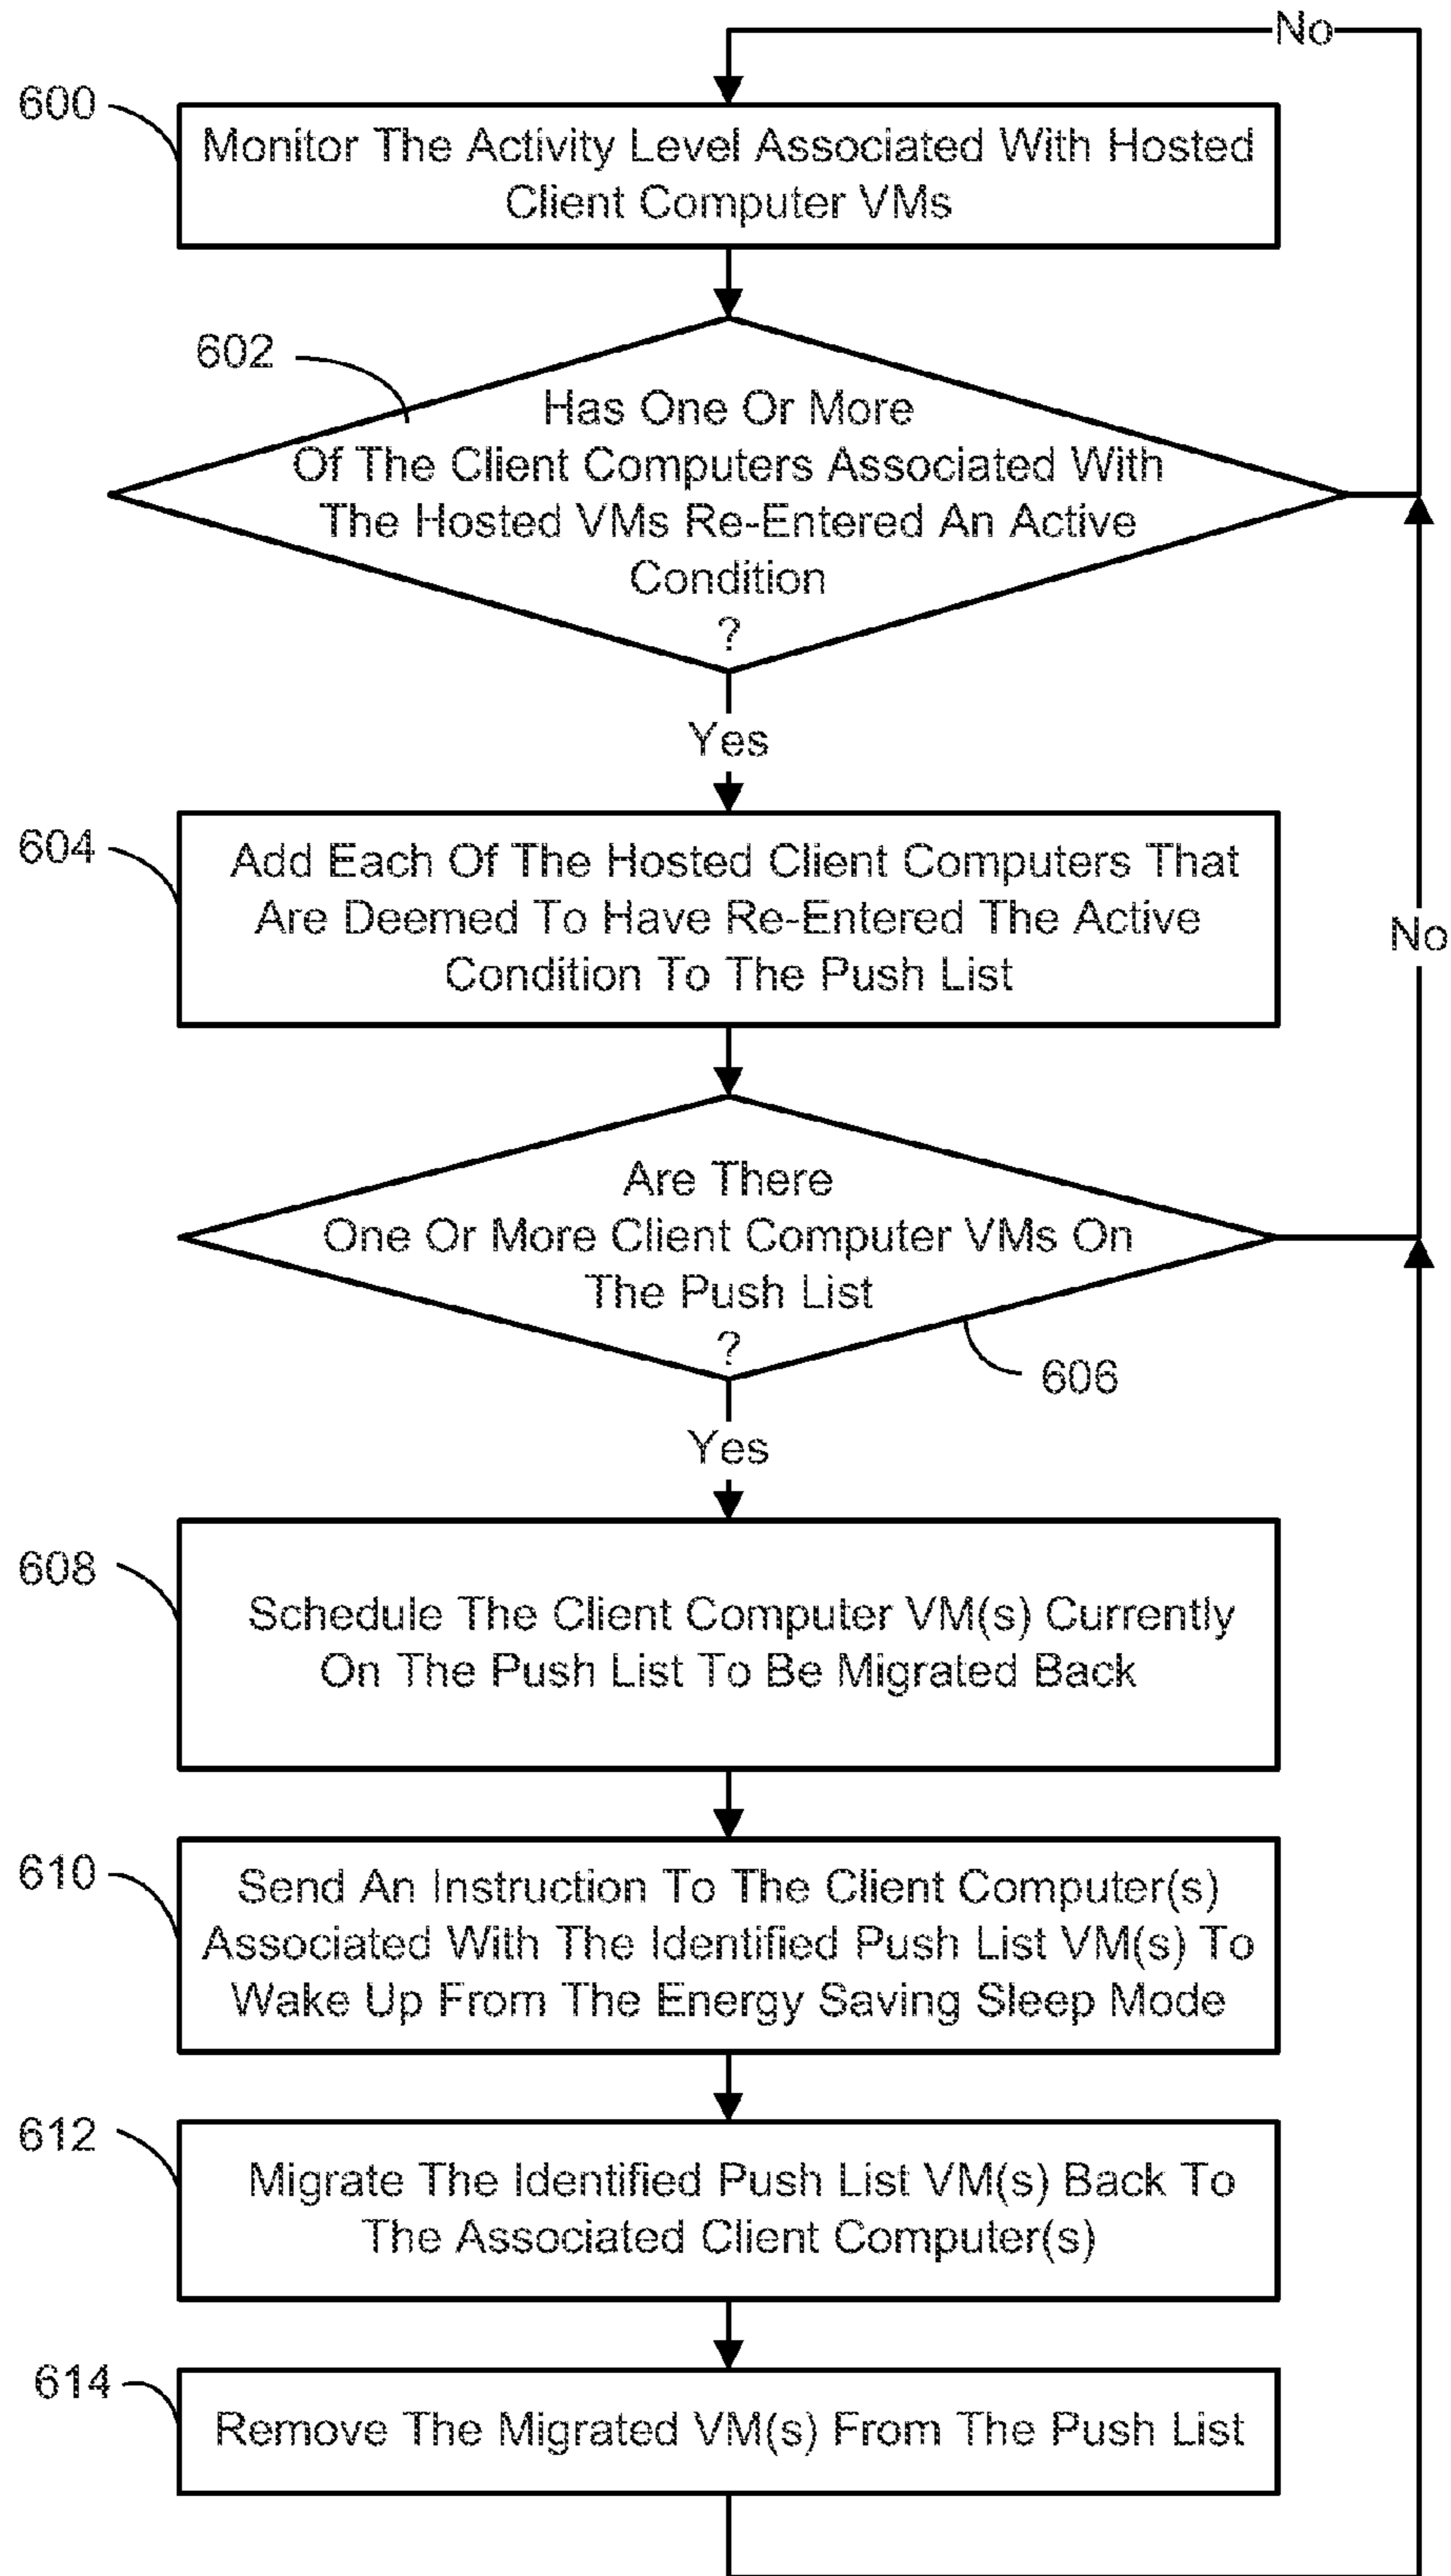 No
600
Monitor The Activity Level Associated With Hosted
Client Computer VMs
602
Has One Or More
Of The Client Computers Associated With
The Hosted VMs Re-Entered An Active
Condition
?
Yes
604
Add Each Of The Hosted Client Computers That
Are Deemed To Have Re-Entered The Active
Condition To The Push List
No
Are There
One Or More Client Computer VMs On
The Push List
?
606
Yes
608
Schedule The Client Computer VM(s) Currently
On The Push List To Be Migrated Back
610
Send An Instruction To The Client Computer(s)
Associated With The Identified Push List VM(s) To
Wake Up From The Energy Saving Sleep Mode
612
Migrate The Identified Push List VM(s) Back To
The Associated Client Computer(s)
614
Remove The Migrated VM(s) From The Push List